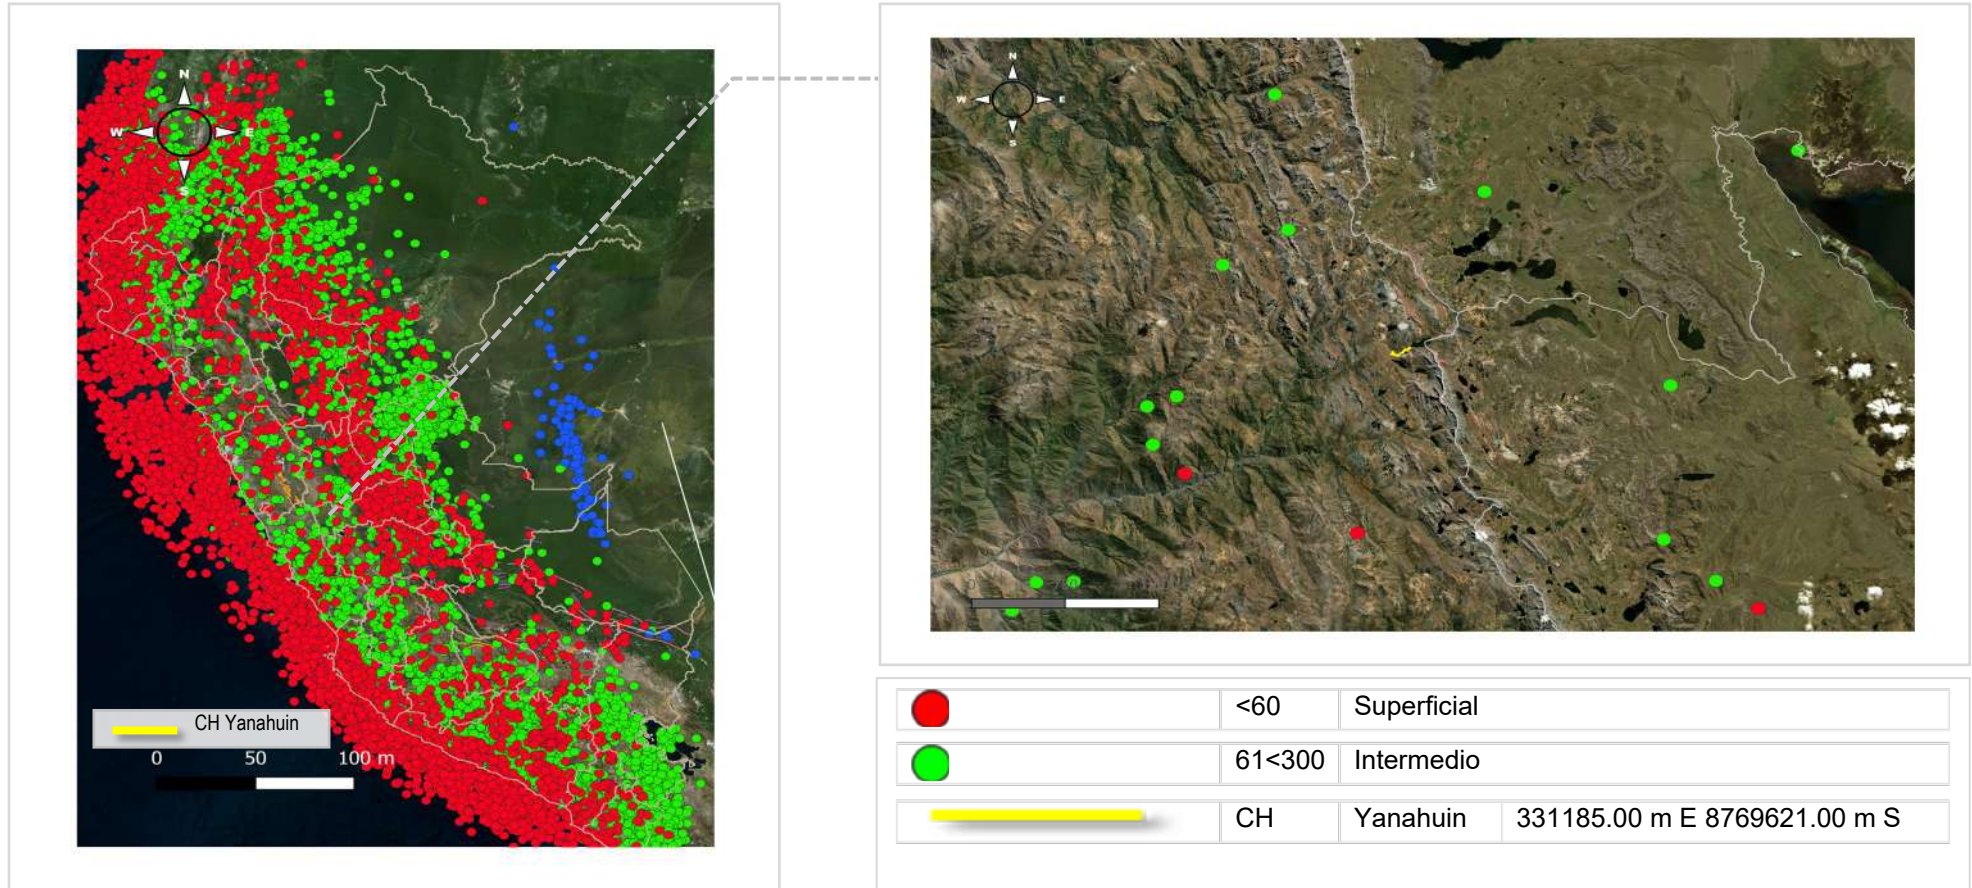 N
W E
S
CH Yanahuin
0 50 100 m
N
W E
S
<60 Superficial
61<300 Intermedio
CH Yanahuin 331185.00 m E 8769621.00 m S